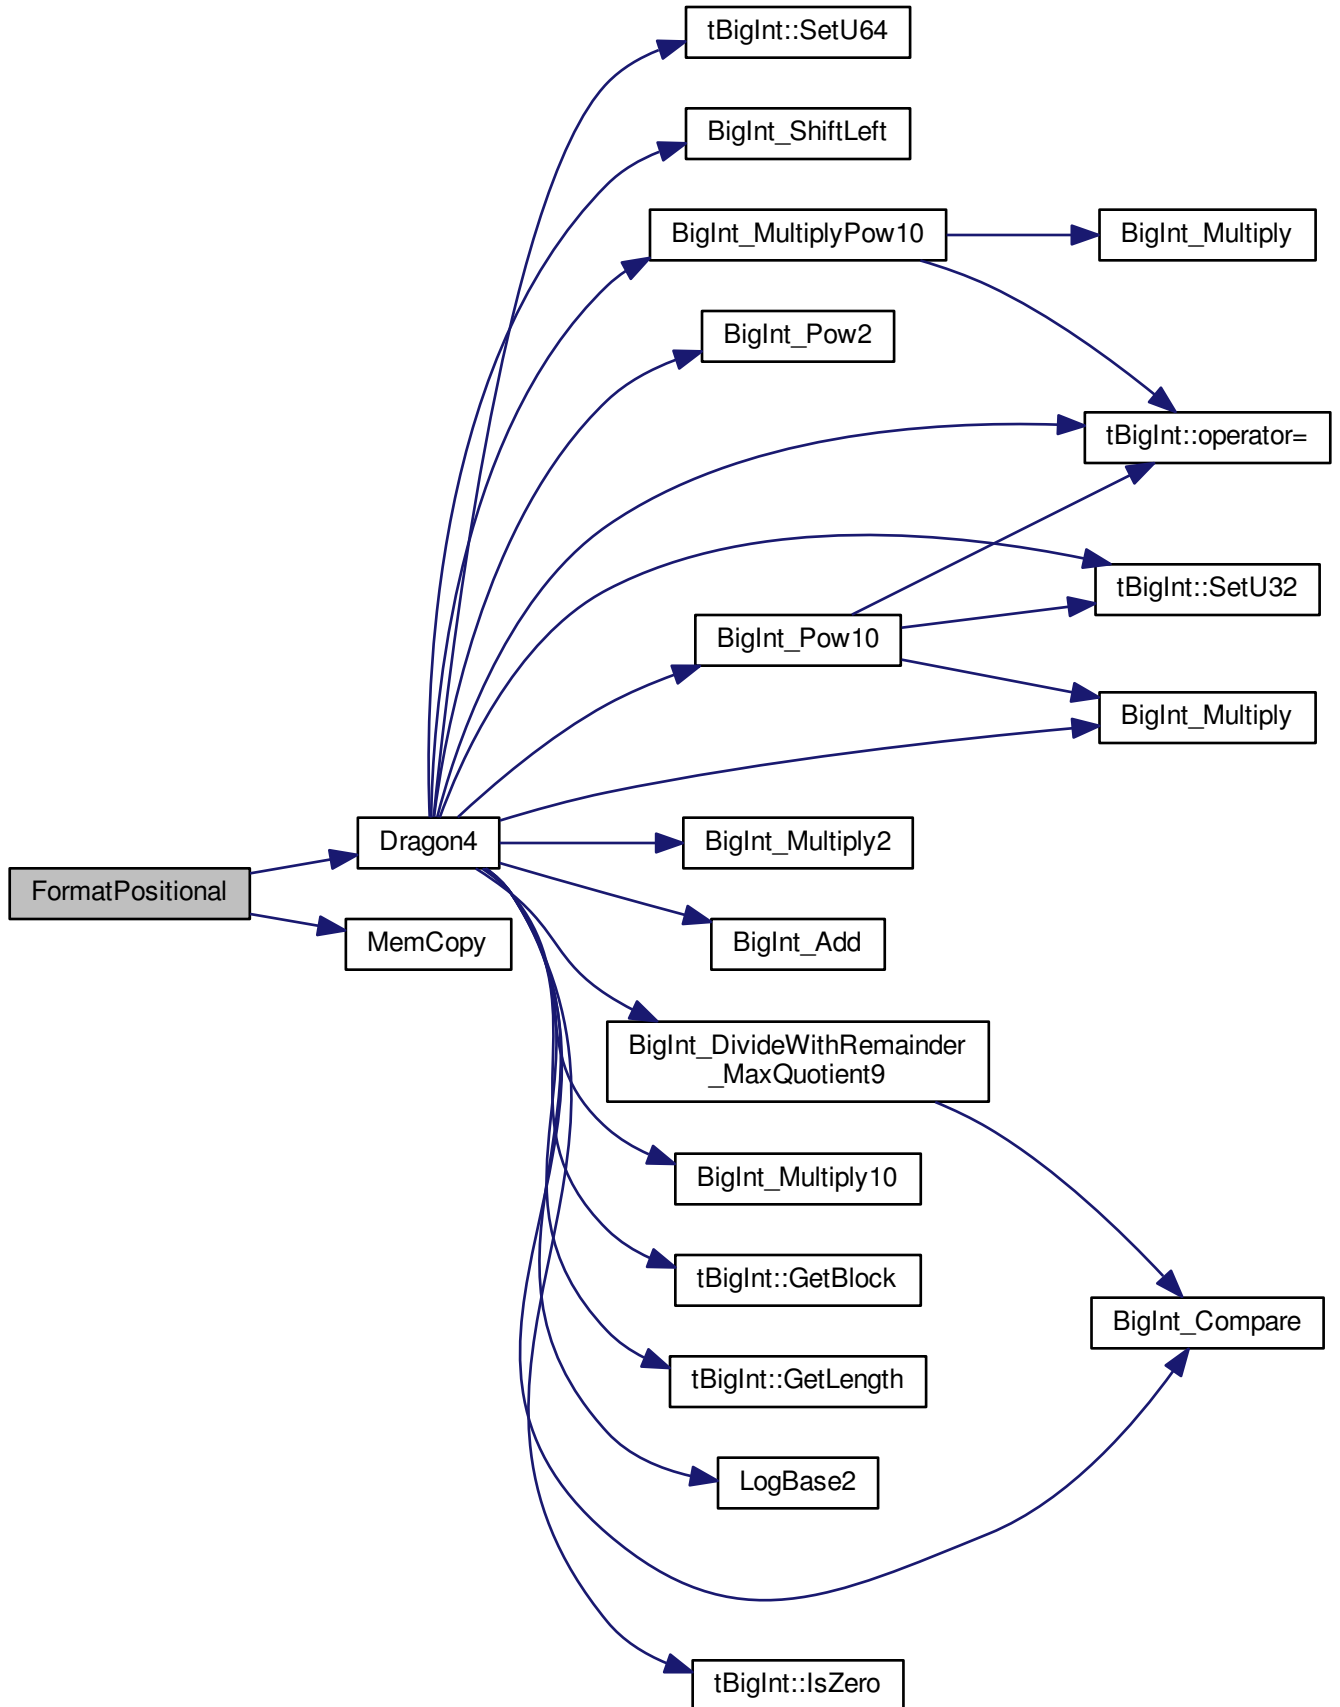 tBigInt::SetU64
BigInt_ShiftLeft
BigInt_MultiplyPow10
BigInt_Multiply
BigInt_Pow2
tBigInt::operator=
tBigInt::SetU32
BigInt_Pow10
BigInt_Multiply
Dragon4
BigInt_Multiply2
FormatPositional
MemCopy
BigInt_Add
BigInt_DivideWithRemainder
_MaxQuotient9
BigInt_Multiply10
tBigInt::GetBlock
BigInt_Compare
tBigInt::GetLength
LogBase2
tBigInt::IsZero